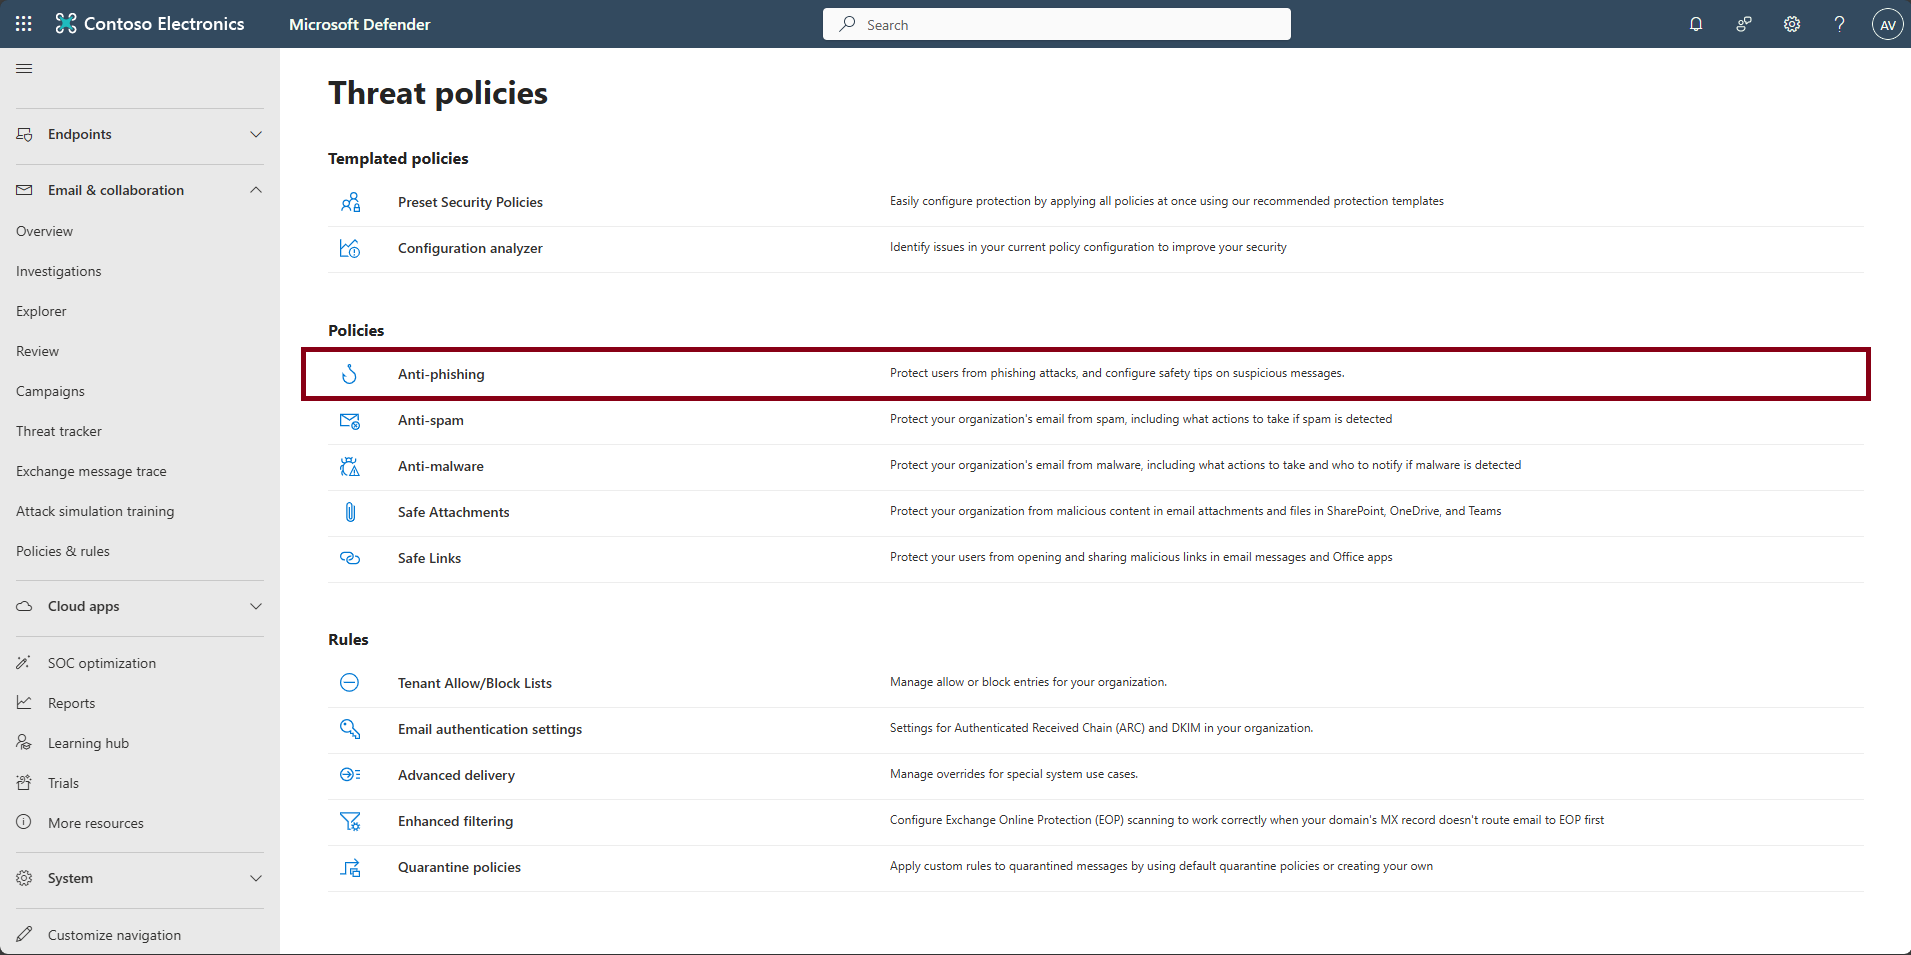 Contoso Electronics
Microsoft Defender
Search
AV
Endpoints
Email & collaboration
Overview
Investigations
Explorer
Review
Campaigns
Threat tracker
Exchange message trace
Attack simulation training
Policies & rules
Cloud apps
SOC optimization
Reports
Learning hub
Trials
More resources
System
Customize navigation
Threat policies
Templated policies
Preset Security Policies Easily configure protection by applying all policies at once using our recommended protection templates
Configuration analyzer Identify issues in your current policy configuration to improve your security
Policies
Anti-phishing Protect users from phishing attacks, and configure safety tips on suspicious messages.
Anti-spam Protect your organization's email from spam, including what actions to take if spam is detected
Anti-malware Protect your organization's email from malware, including what actions to take and who to notify if malware is detected
Safe Attachments Protect your organization from malicious content in email attachments and files in SharePoint, OneDrive, and Teams
Safe Links Protect your users from opening and sharing malicious links in email messages and Office apps
Rules
Tenant Allow/Block Lists Manage allow or block entries for your organization.
Email authentication settings Settings for Authenticated Received Chain (ARC) and DKIM in your organization.
Advanced delivery Manage overrides for special system use cases.
Enhanced filtering Configure Exchange Online Protection (EOP) scanning to work correctly when your domain's MX record doesn't route email to EOP first
Quarantine policies Apply custom rules to quarantined messages by using default quarantine policies or creating your own